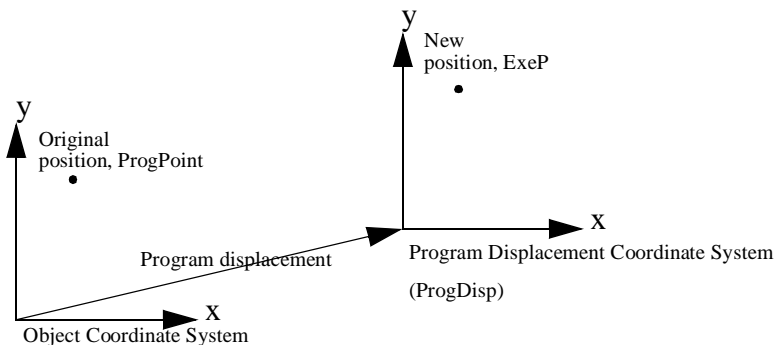 y
New
position, ExeP
y
Original
position, ProgPoint
x
Program displacement
Program Displacement Coordinate System
(ProgDisp)
x
Object Coordinate System